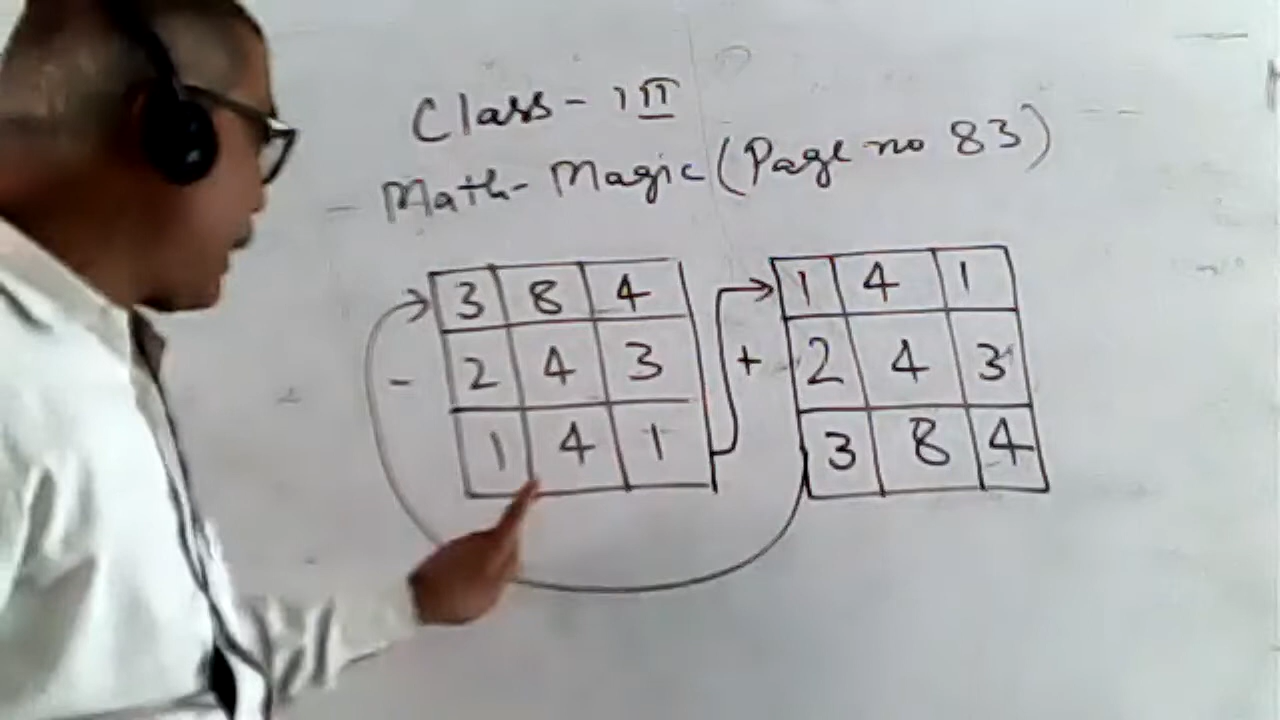 Class - III
Math-Magic (Page no 83)
3 8 4 1 4 1
- 2 4 3 + 2 4 3
1 4 1 3 8 4